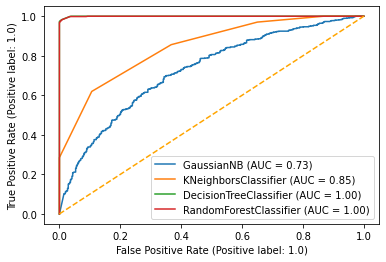 1.0
0.8
0.6
0.4
0.2
0.0
True Positive Rate (Positive label: 1.0)
GaussianNB (AUC = 0.73)
KNeighborsClassifier (AUC = 0.85)
DecisionTreeClassifier (AUC = 1.00)
RandomForestClassifier (AUC = 1.00)
0.0 0.2 0.4 0.6 0.8 1.0
False Positive Rate (Positive label: 1.0)